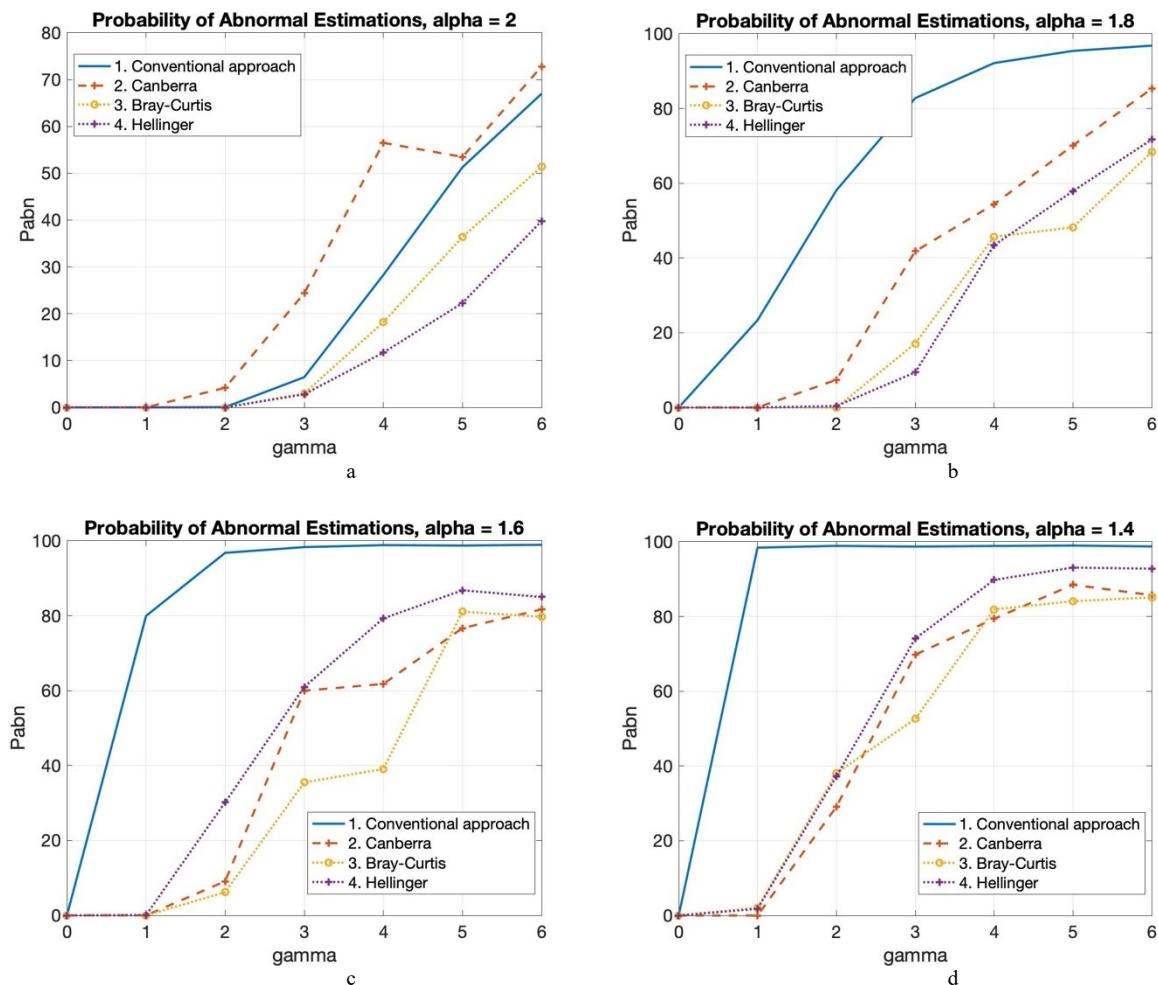 Probability of Abnormal Estimations, alpha = 2
80
70
60
50
40
30
20
10
0
Pabn
1. Conventional approach
2. Canberra
3. Bray-Curtis
4. Hellinger
0 1 2 3 4 5 6
gamma
a
Probability of Abnormal Estimations, alpha = 1.8
100
80
60
40
20
0
Pabn
1. Conventional approach
2. Canberra
3. Bray-Curtis
4. Hellinger
0 1 2 3 4 5 6
gamma
b
Probability of Abnormal Estimations, alpha = 1.6
100
80
60
40
20
0
Pabn
1. Conventional approach
2. Canberra
3. Bray-Curtis
4. Hellinger
0 1 2 3 4 5 6
gamma
c
Probability of Abnormal Estimations, alpha = 1.4
100
80
60
40
20
0
Pabn
1. Conventional approach
2. Canberra
3. Bray-Curtis
4. Hellinger
0 1 2 3 4 5 6
gamma
d